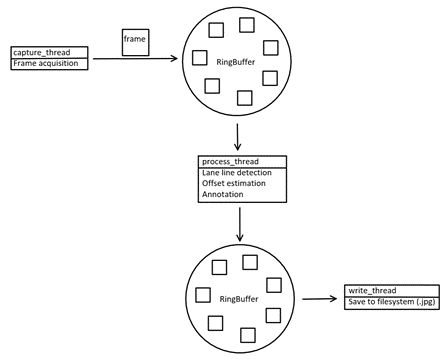 frame
capture_thread
Frame acquisition
RingBuffer
process_thread
Lane line detection
Offset estimation
Annotation
RingBuffer
write_thread
Save to filesystem (.jpg)